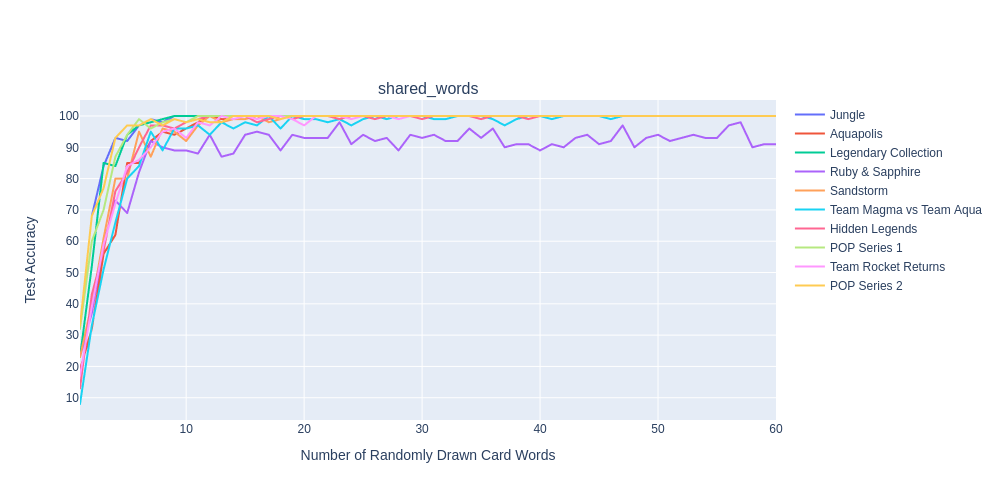 shared_words
100
90
80
70
60
50
40
30
20
10
Test Accuracy
10
20
30
40
50
60
Number of Randomly Drawn Card Words
Jungle
Aquapolis
Legendary Collection
Ruby & Sapphire
Sandstorm
Team Magma vs Team Aqua
Hidden Legends
POP Series 1
Team Rocket Returns
POP Series 2